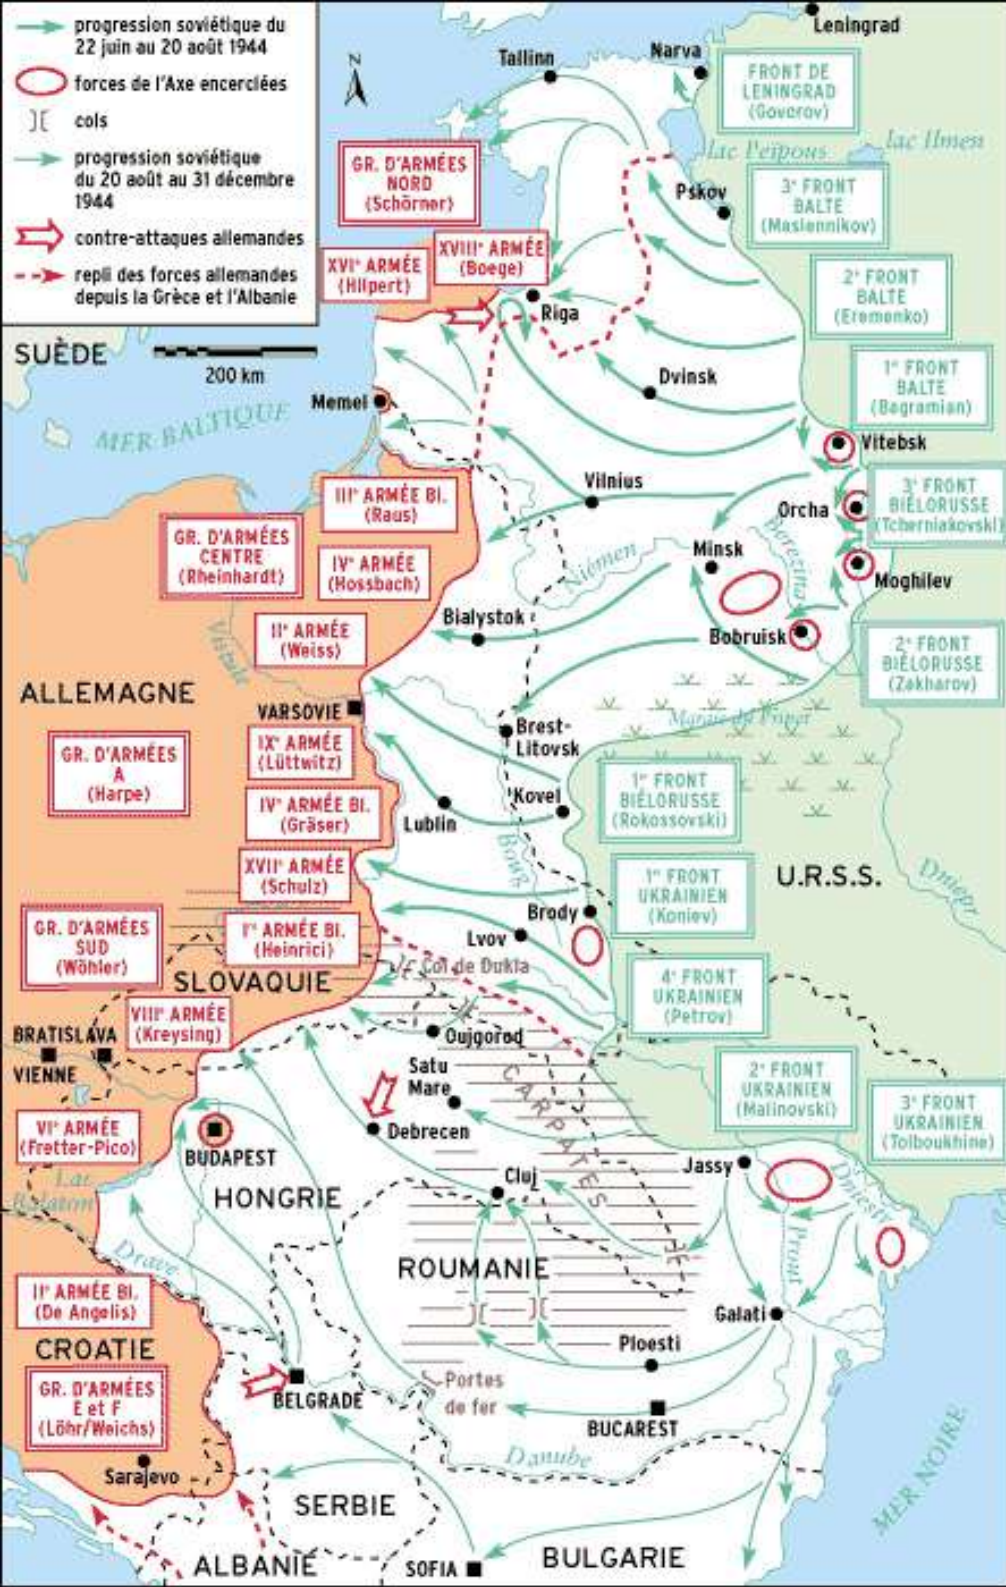 progression soviétique du
22 juin au 20 août 1944
forces de l'Axe encerclées
cols
progression soviétique
du 20 août au 31 décembre
1944
contre-attaques allemandes
repli des forces allemandes
depuis la Grèce et l'Albanie
N
SUÈDE
200 km
MER BALTIQUE
Leningrad
Tallinn
Narva
FRONT DE
LENINGRAD
(Govorov)
lac Ilmen
lac Peïpous
GR. D'ARMÉES
NORD
(Schörner)
Pskov
3e FRONT
BALTE
(Maslennikov)
XVIe ARMÉE
(Hilpert)
XVIIIe ARMÉE
(Boege)
Riga
2e FRONT
BALTE
(Eremenko)
Dvinsk
1er FRONT
BALTE
(Bagramian)
Memel
Vitebsk
IIIe ARMÉE Bl.
(Raus)
Vilnius
Orcha
3e FRONT
BIÉLORUSSE
(Tcherniakovski)
GR. D'ARMÉES
CENTRE
(Rheinhardt)
IVe ARMÉE
(Hossbach)
Niémen
Minsk
Berezina
Moghilev
IIe ARMÉE
(Weiss)
Vistule
Bialystok
Bobruisk
2e FRONT
BIÉLORUSSE
(Zakharov)
ALLEMAGNE
VARSOVIE
Marais du Pripet
Brest-
Litovsk
GR. D'ARMÉES
A
(Harpe)
IXe ARMÉE
(Lüttwitz)
IVe ARMÉE Bl.
(Gräser)
Lublin
Kovel
Boug
1er FRONT
BIÉLORUSSE
(Rokossovski)
XVIIe ARMÉE
(Schulz)
U.R.S.S.
Dniepr
1er FRONT
UKRAINIEN
(Koniev)
Brody
GR. D'ARMÉES
SUD
(Wöhler)
Ie ARMÉE Bl.
(Heinrici)
Lvov
Col de Dukla
SLOVAQUIE
4e FRONT
UKRAINIEN
(Petrov)
VIIIe ARMÉE
(Kreysing)
BRATISLAVA
VIENNE
Oujgorod
Satu
Mare
CARPATES
2e FRONT
UKRAINIEN
(Malinovski)
3e FRONT
UKRAINIEN
(Tolboukhine)
VIe ARMÉE
(Fretter-Pico)
BUDAPEST
Debrecen
Lac
Balaton
HONGRIE
Cluj
Jassy
Dniestr
Prout
Drave
ROUMANIE
IIe ARMÉE Bl.
(De Angelis)
Galati
CROATIE
Ploesti
GR. D'ARMÉES
E et F
(Löhr/Weichs)
BELGRADE
Portes
de fer
BUCAREST
Danube
Sarajevo
MER NOIRE
SERBIE
ALBANIE
SOFIA
BULGARIE